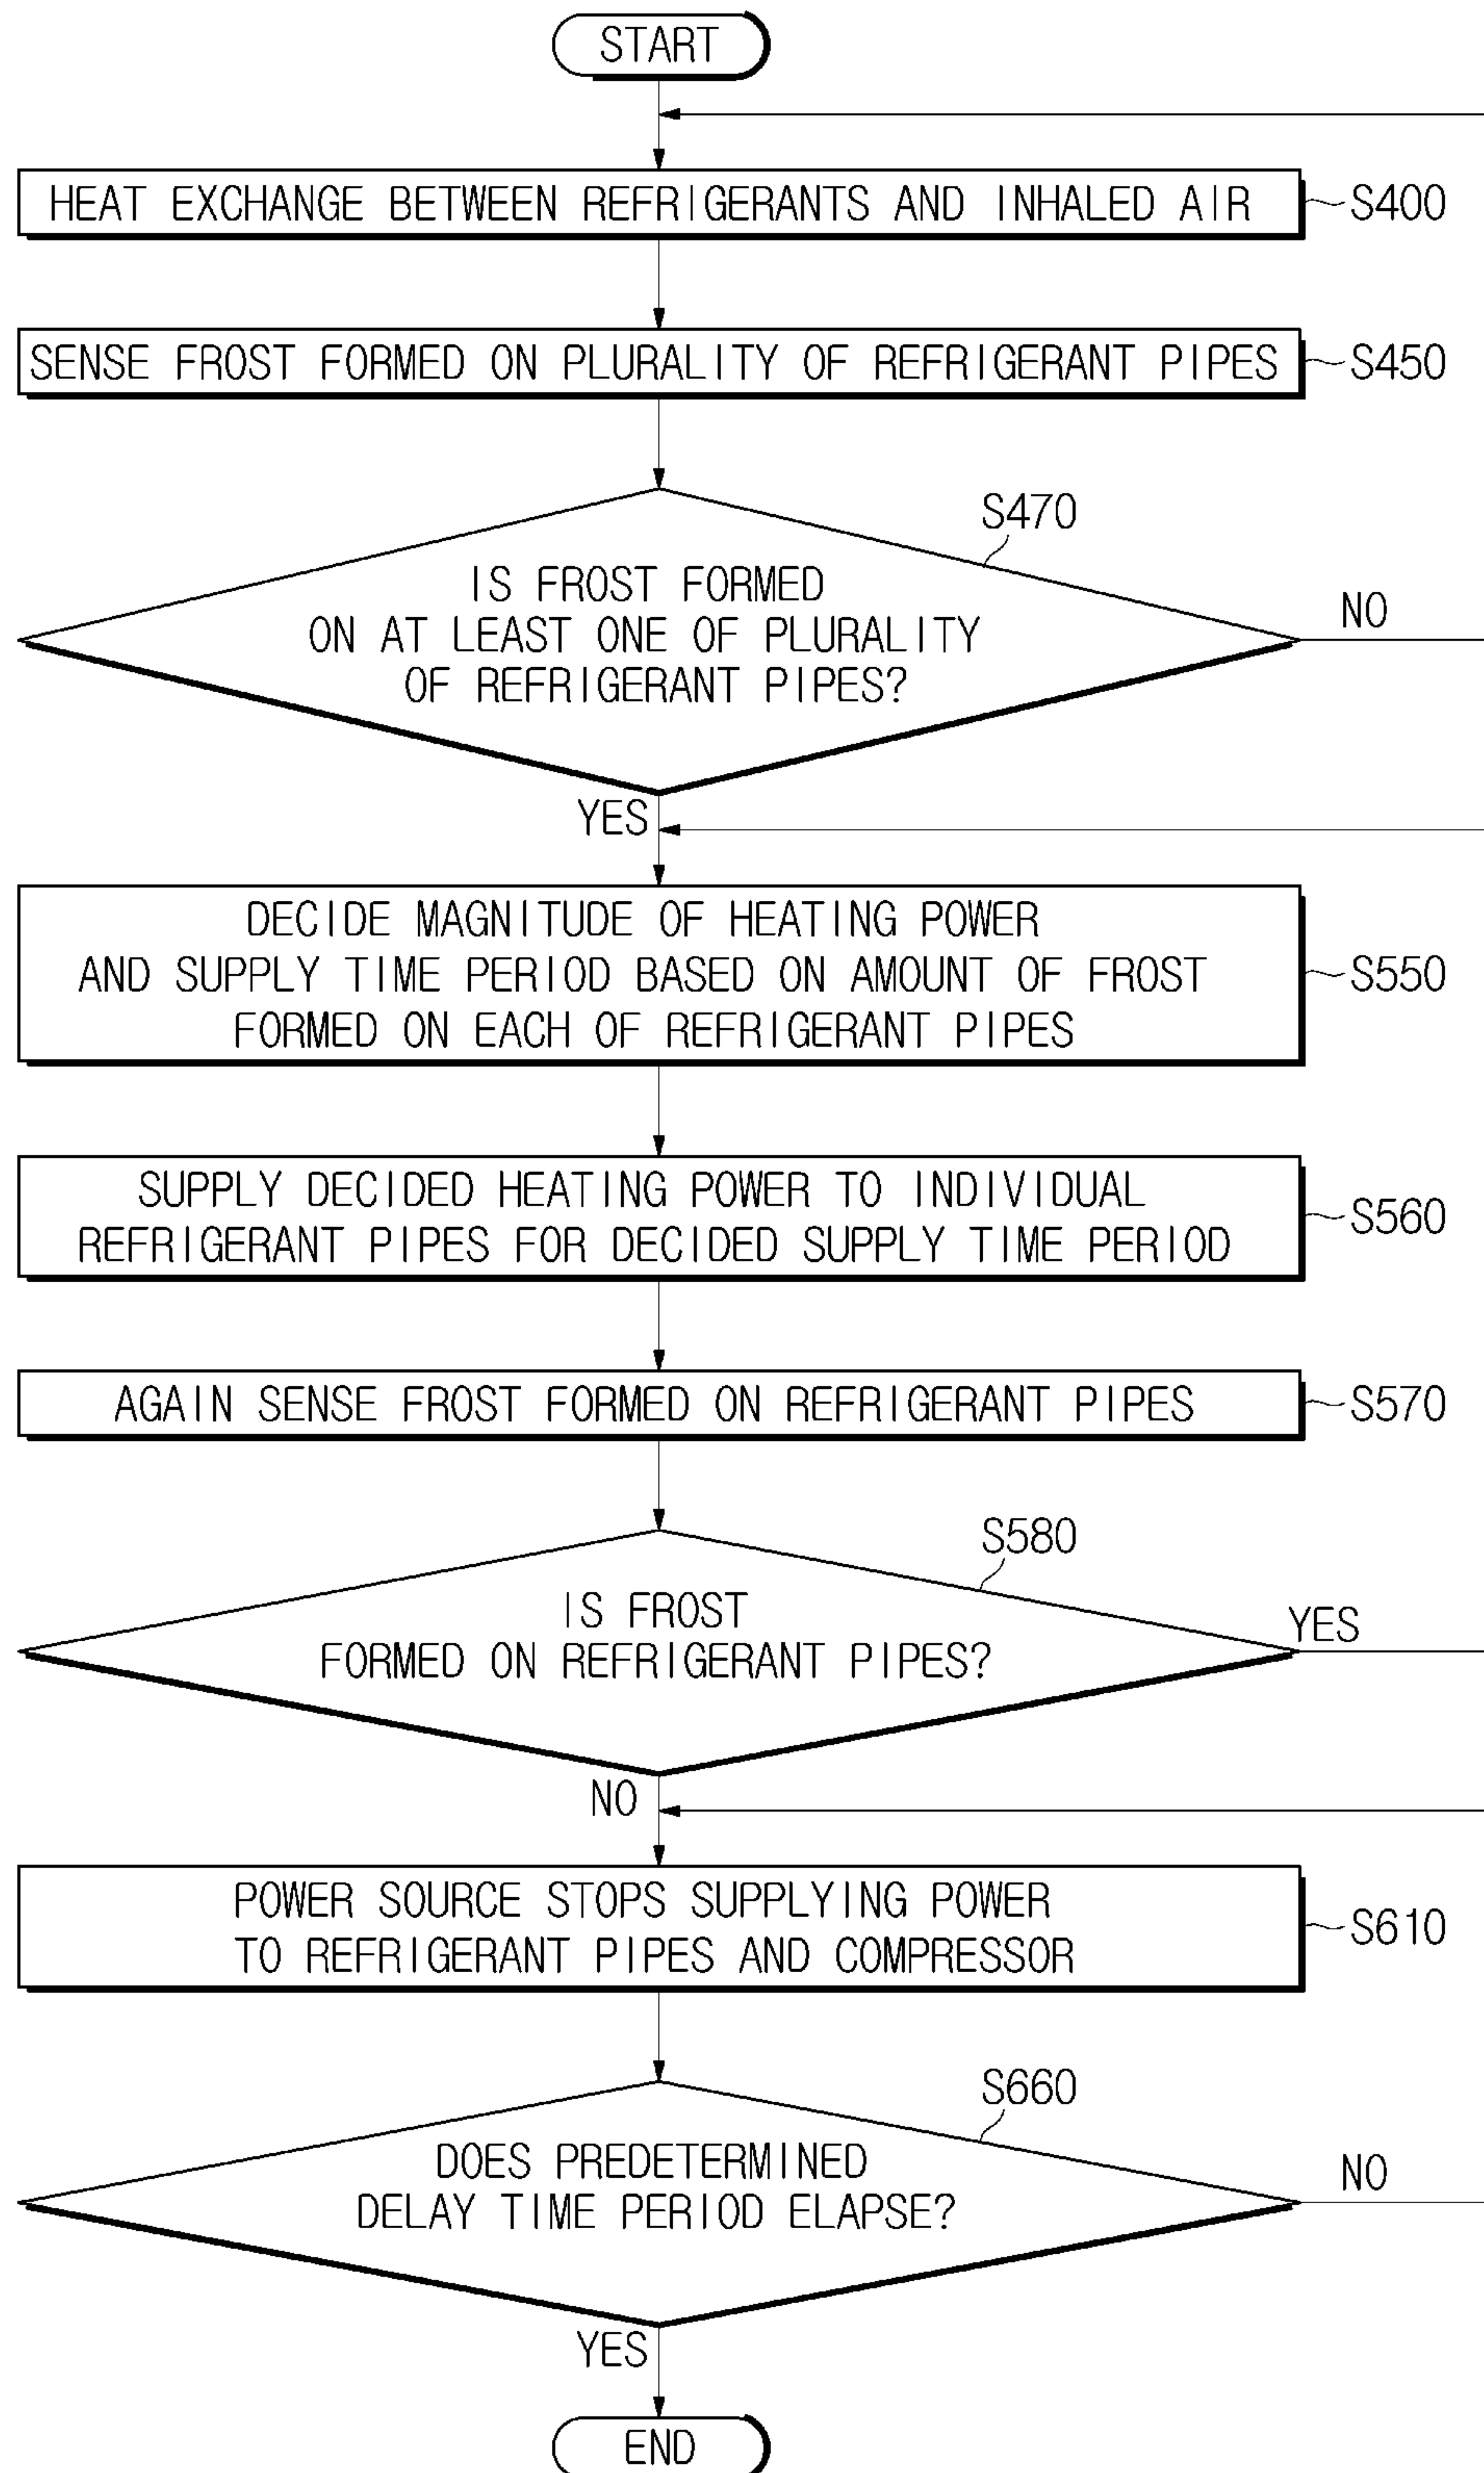 START
HEAT EXCHANGE BETWEEN REFRIGERANTS AND INHALED AIR
S400
SENSE FROST FORMED ON PLURALITY OF REFRIGERANT PIPES
S450
S470
IS FROST FORMED
ON AT LEAST ONE OF PLURALITY
OF REFRIGERANT PIPES?
NO
YES
DECIDE MAGNITUDE OF HEATING POWER
AND SUPPLY TIME PERIOD BASED ON AMOUNT OF FROST
FORMED ON EACH OF REFRIGERANT PIPES
S550
SUPPLY DECIDED HEATING POWER TO INDIVIDUAL
REFRIGERANT PIPES FOR DECIDED SUPPLY TIME PERIOD
S560
AGAIN SENSE FROST FORMED ON REFRIGERANT PIPES
S570
S580
IS FROST
FORMED ON REFRIGERANT PIPES?
YES
NO
POWER SOURCE STOPS SUPPLYING POWER
TO REFRIGERANT PIPES AND COMPRESSOR
S610
S660
DOES PREDETERMINED
DELAY TIME PERIOD ELAPSE?
NO
YES
END